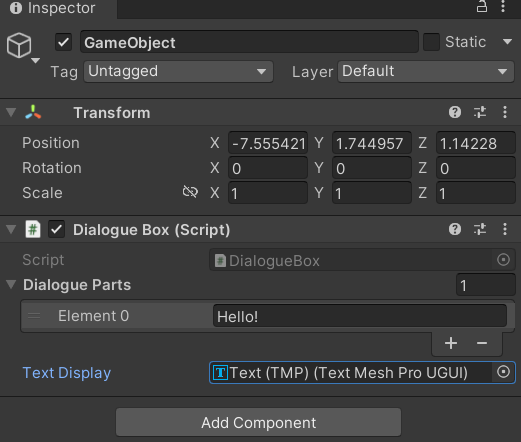 Inspector
GameObject Static
Tag Untagged Layer Default
Transform
Position X -7.555421 Y 1.744957 Z 1.14228
Rotation X 0 Y 0 Z 0
Scale X 1 Y 1 Z 1
# Dialogue Box (Script)
Script # DialogueBox
Dialogue Parts 1
Element 0 Hello!
+ −
Text Display T Text (TMP) (Text Mesh Pro UGUI)
Add Component